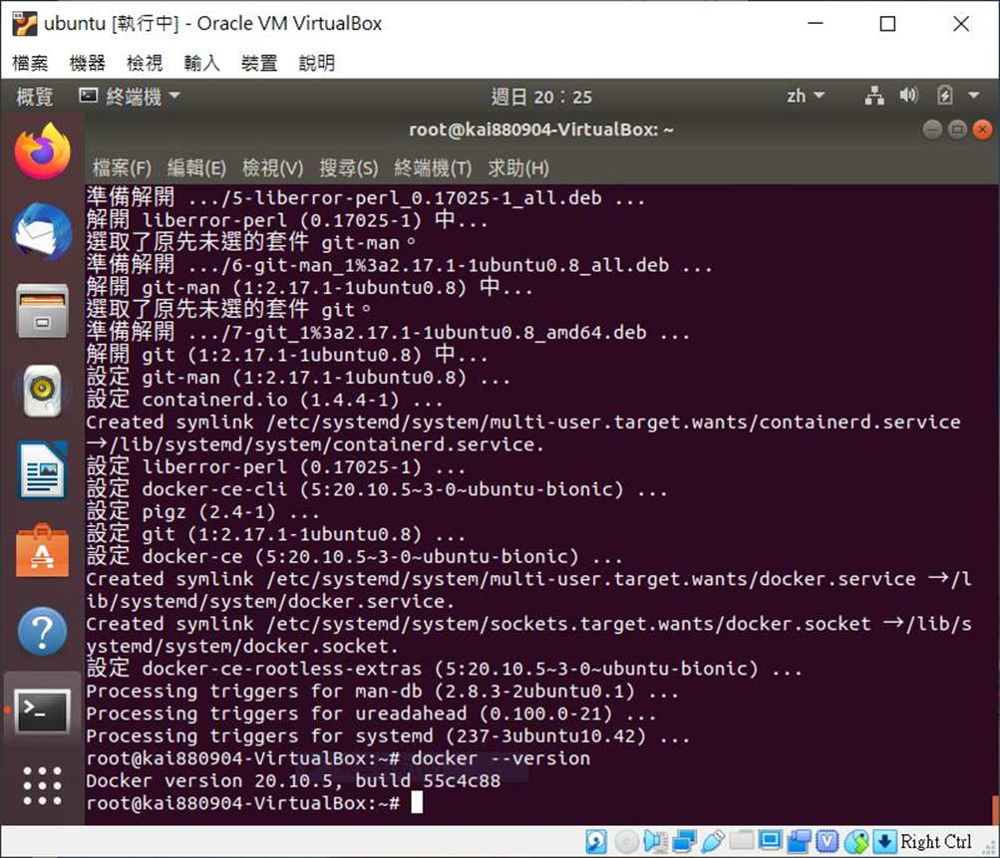 ubuntu [執行中] - Oracle VM VirtualBox
檔案 機器 檢視 輸入 裝置 說明
概覽 終端機 週日 20：25 zh
root@kai880904-VirtualBox: ~
檔案(F) 編輯(E) 檢視(V) 搜尋(S) 終端機(T) 求助(H)
準備解開 .../5-liberror-perl_0.17025-1_all.deb ...
解開 liberror-perl (0.17025-1) 中...
選取了原先未選的套件 git-man。
準備解開 .../6-git-man_1%3a2.17.1-1ubuntu0.8_all.deb ...
解開 git-man (1:2.17.1-1ubuntu0.8) 中...
選取了原先未選的套件 git。
準備解開 .../7-git_1%3a2.17.1-1ubuntu0.8_amd64.deb ...
解開 git (1:2.17.1-1ubuntu0.8) 中...
設定 git-man (1:2.17.1-1ubuntu0.8) ...
設定 containerd.io (1.4.4-1) ...
Created symlink /etc/systemd/system/multi-user.target.wants/containerd.service
→/lib/systemd/system/containerd.service.
設定 liberror-perl (0.17025-1) ...
設定 docker-ce-cli (5:20.10.5~3-0~ubuntu-bionic) ...
設定 pigz (2.4-1) ...
設定 git (1:2.17.1-1ubuntu0.8) ...
設定 docker-ce (5:20.10.5~3-0~ubuntu-bionic) ...
Created symlink /etc/systemd/system/multi-user.target.wants/docker.service →/l
ib/systemd/system/docker.service.
Created symlink /etc/systemd/system/sockets.target.wants/docker.socket →/lib/s
ystemd/system/docker.socket.
設定 docker-ce-rootless-extras (5:20.10.5~3-0~ubuntu-bionic) ...
Processing triggers for man-db (2.8.3-2ubuntu0.1) ...
Processing triggers for ureadahead (0.100.0-21) ...
Processing triggers for systemd (237-3ubuntu10.42) ...
root@kai880904-VirtualBox:~# docker --version
Docker version 20.10.5, build 55c4c88
root@kai880904-VirtualBox:~#
Right Ctrl